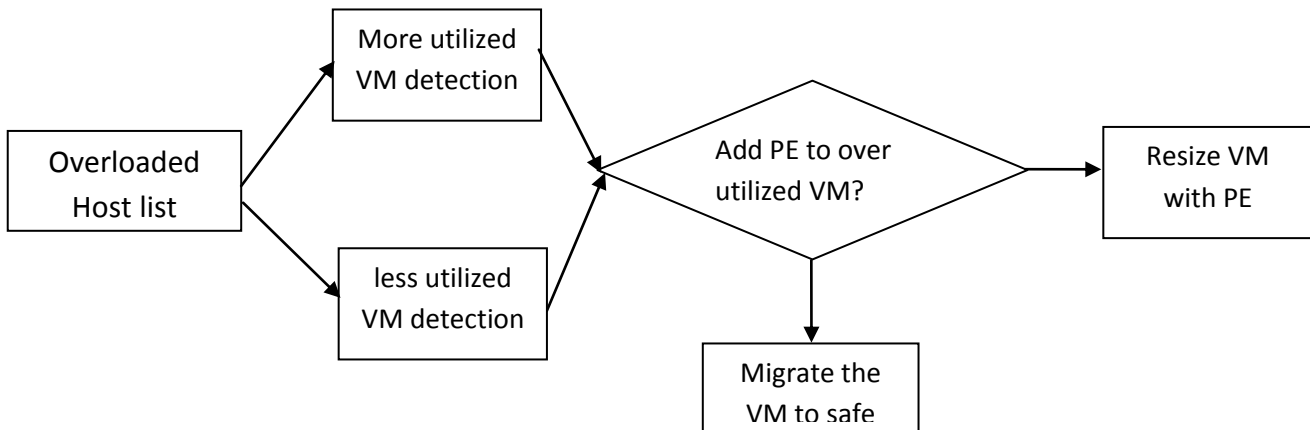 More utilized
VM detection
Overloaded
Host list
Add PE to over
utilized VM?
Resize VM
with PE
less utilized
VM detection
Migrate the
VM to safe